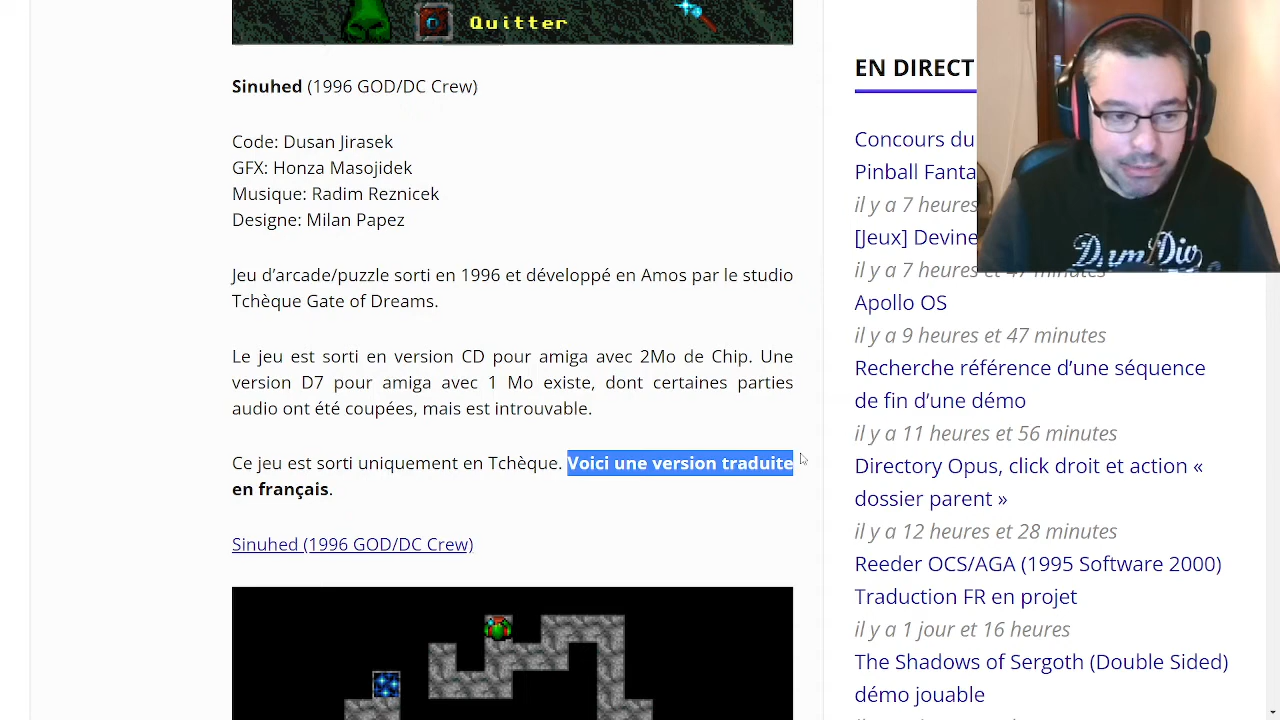 Quitter
Sinuhed (1996 GOD/DC Crew)
Code: Dusan Jirasek
GFX: Honza Masojidek
Musique: Radim Reznicek
Designe: Milan Papez
Jeu d'arcade/puzzle sorti en 1996 et développé en Amos par le studio
Tchèque Gate of Dreams.
Le jeu est sorti en version CD pour amiga avec 2Mo de Chip. Une
version D7 pour amiga avec 1 Mo existe, dont certaines parties
audio ont été coupées, mais est introuvable.
Ce jeu est sorti uniquement en Tchèque. Voici une version traduite
en français.
Sinuhed (1996 GOD/DC Crew)
EN DIRECT
Concours du
Pinball Fanta
il y a 7 heures
[Jeux] Devine
il y a 7 heures et 47 minutes
Apollo OS
il y a 9 heures et 47 minutes
Recherche référence d'une séquence
de fin d'une démo
il y a 11 heures et 56 minutes
Directory Opus, click droit et action «
dossier parent »
il y a 12 heures et 28 minutes
Reeder OCS/AGA (1995 Software 2000)
Traduction FR en projet
il y a 1 jour et 16 heures
The Shadows of Sergoth (Double Sided)
démo jouable